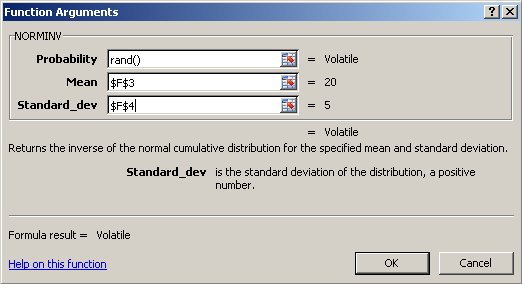 Function Arguments
NORMINV
Probability rand() = Volatile
Mean $F$3 = 20
Standard_dev $F$4 = 5
= Volatile
Returns the inverse of the normal cumulative distribution for the specified mean and standard deviation.
Standard_dev is the standard deviation of the distribution, a positive
number.
Formula result = Volatile
Help on this function
OK Cancel